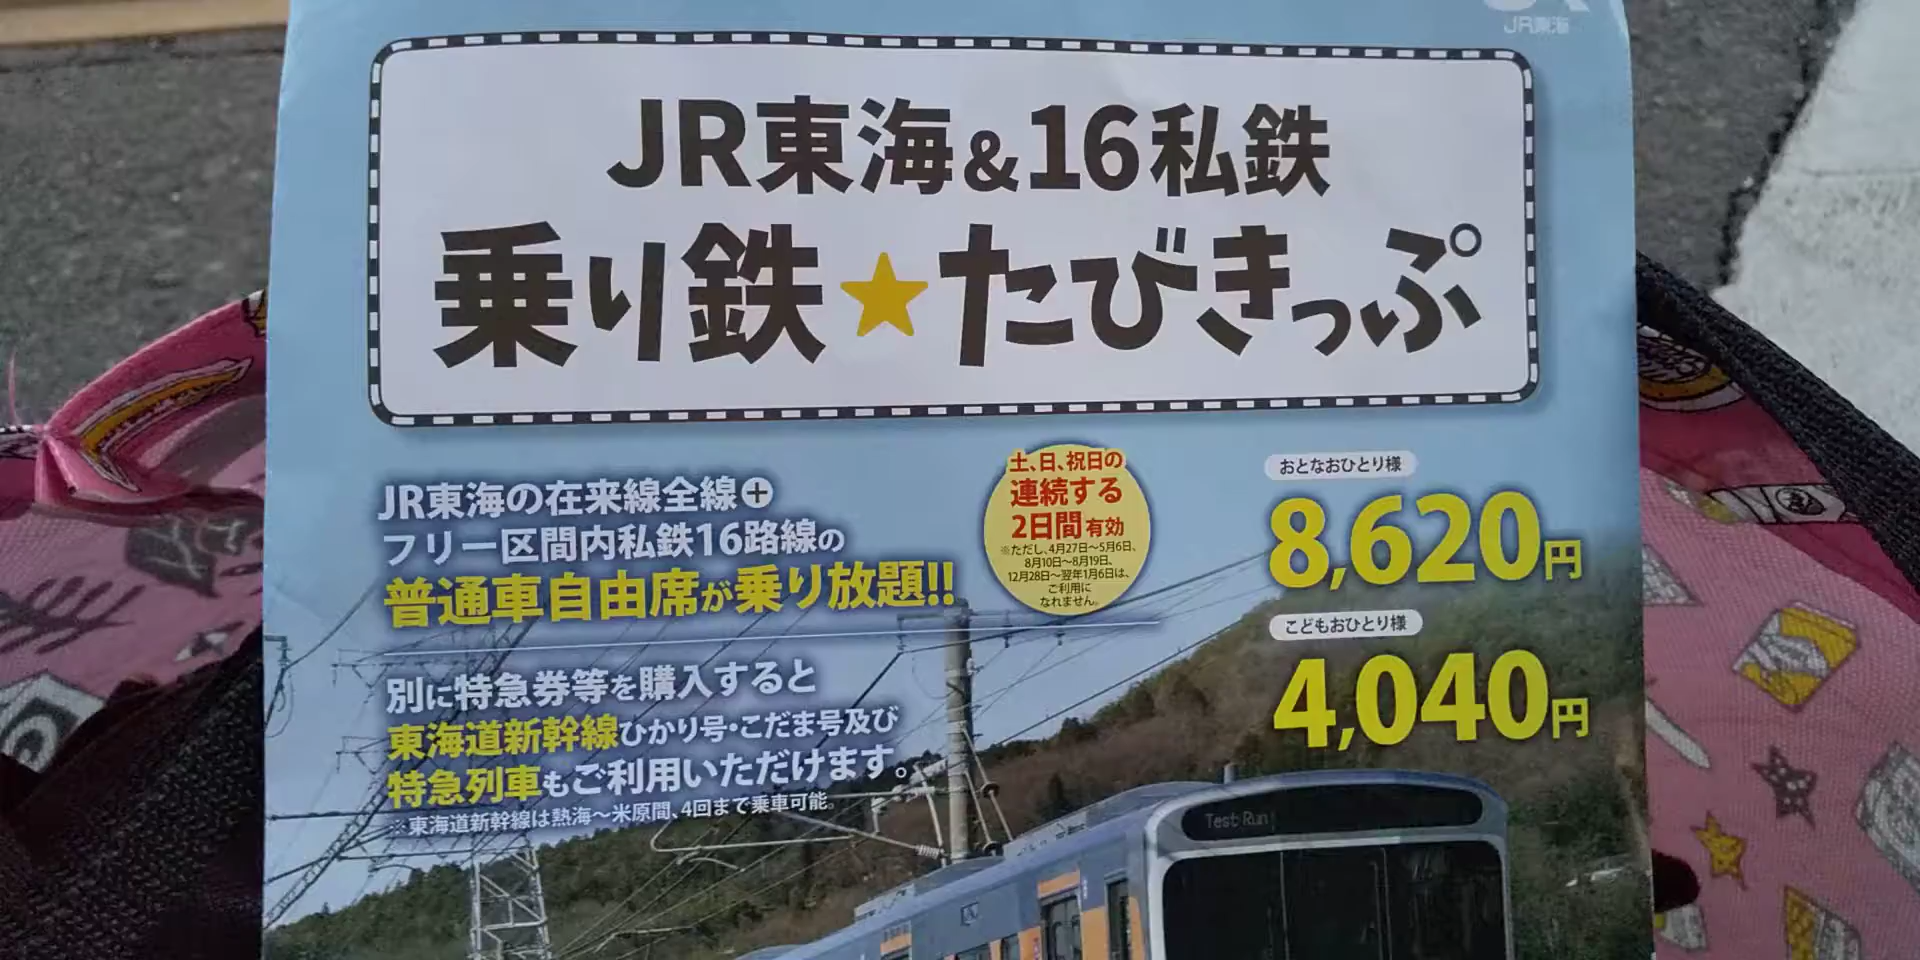 JR東海
JR東海&16私鉄
乗り鉄★たびきっぷ
JR東海の在来線全線+
フリー区間内私鉄16路線の
普通車自由席が乗り放題!!
土、日、祝日の
連続する
2日間有効
※ただし、4月27日～5月6日、
8月10日～8月19日、
12月28日～翌年1月6日は、
ご利用に
なれません。
おとなおひとり様
8,620円
こどもおひとり様
4,040円
別に特急券等を購入すると
東海道新幹線ひかり号・こだま号及び
特急列車もご利用いただけます。
※東海道新幹線は熱海～米原間、4回まで乗車可能。
Test Run